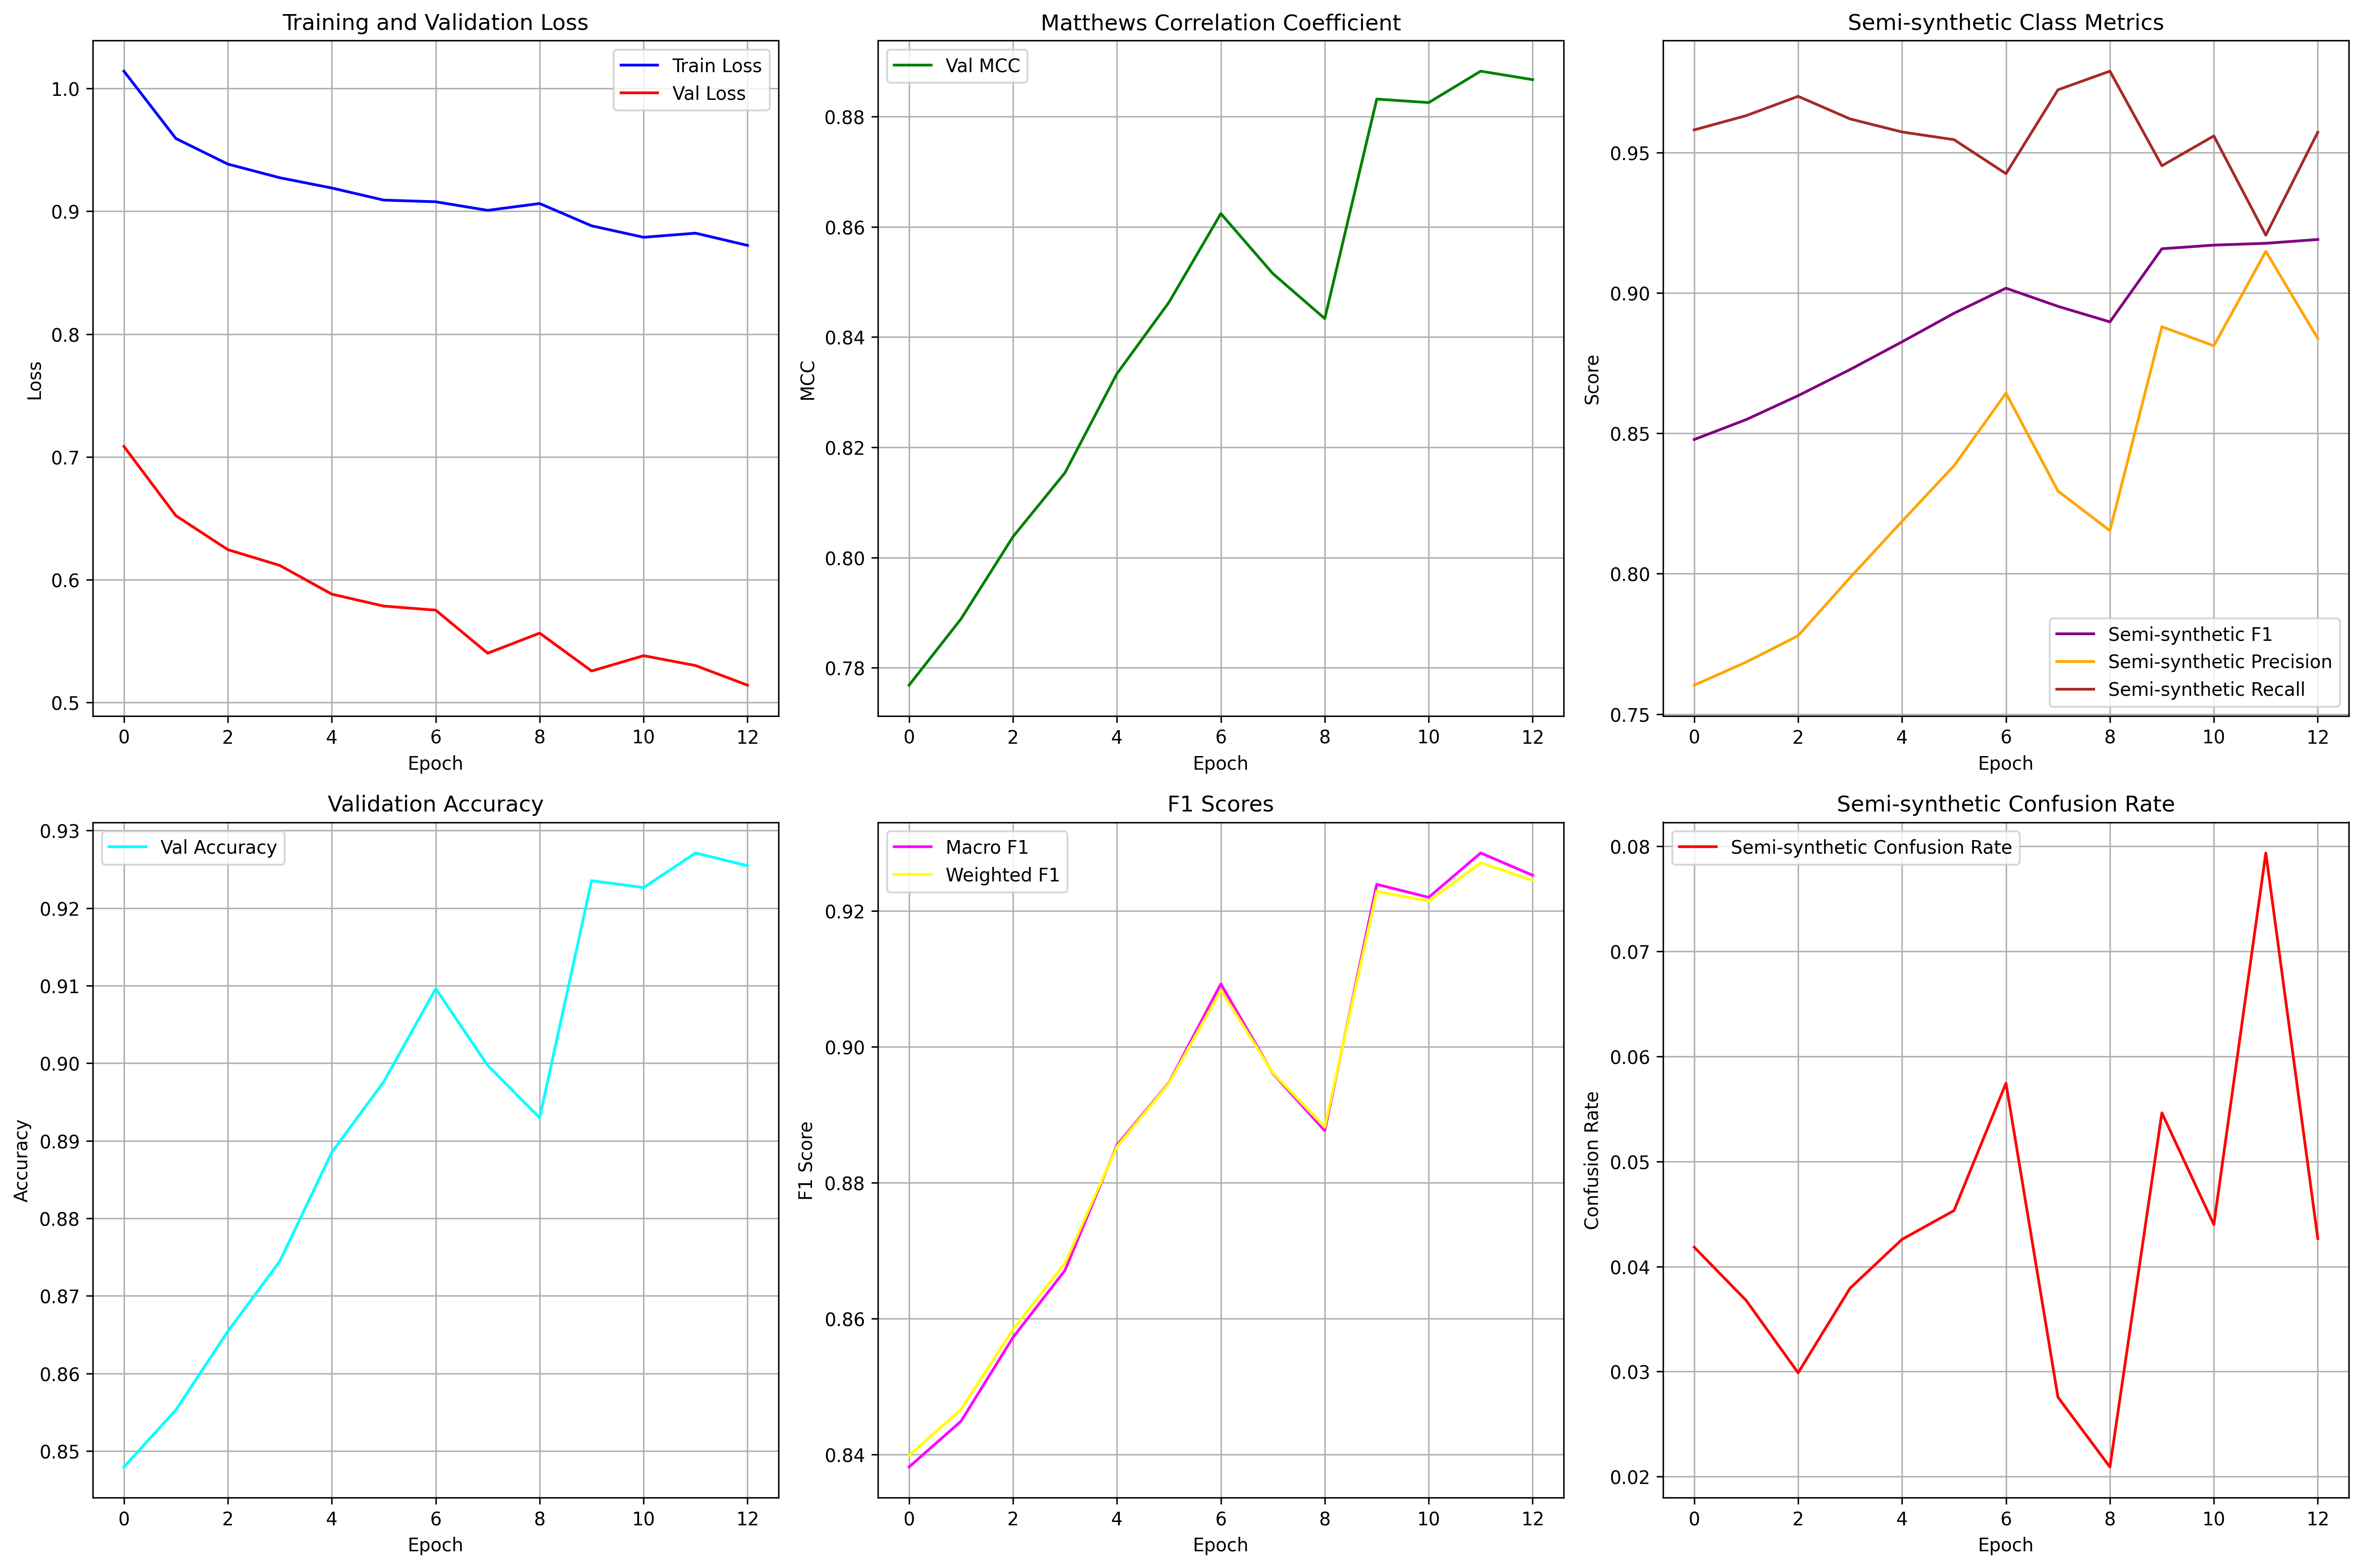 Training and Validation Loss
Train Loss
Val Loss
1.0
0.9
0.8
0.7
0.6
0.5
Loss
0 2 4 6 8 10 12
Epoch
Matthews Correlation Coefficient
Val MCC
0.88
0.86
0.84
0.82
0.80
0.78
MCC
0 2 4 6 8 10 12
Epoch
Semi-synthetic Class Metrics
0.95
0.90
0.85
0.80
0.75
Score
Semi-synthetic F1
Semi-synthetic Precision
Semi-synthetic Recall
0 2 4 6 8 10 12
Epoch
Validation Accuracy
Val Accuracy
0.93
0.92
0.91
0.90
0.89
0.88
0.87
0.86
0.85
Accuracy
0 2 4 6 8 10 12
Epoch
F1 Scores
Macro F1
Weighted F1
0.92
0.90
0.88
0.86
0.84
F1 Score
0 2 4 6 8 10 12
Epoch
Semi-synthetic Confusion Rate
Semi-synthetic Confusion Rate
0.08
0.07
0.06
0.05
0.04
0.03
0.02
Confusion Rate
0 2 4 6 8 10 12
Epoch